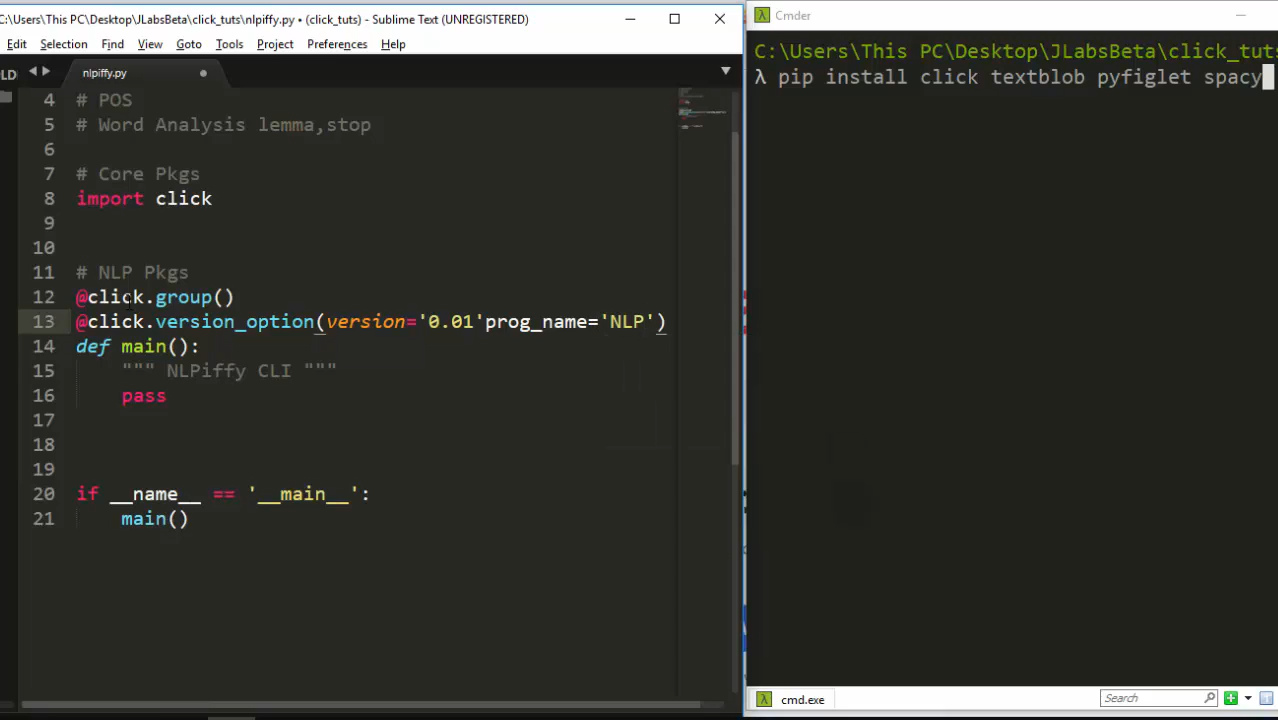 C:\Users\This PC\Desktop\JLabsBeta\click_tuts\nlpiffy.py • (click_tuts) - Sublime Text (UNREGISTERED)
Edit Selection Find View Goto Tools Project Preferences Help
nlpiffy.py
4 # POS
5 # Word Analysis lemma,stop
6
7 # Core Pkgs
8 import click
9
10
11 # NLP Pkgs
12 @click.group()
13 @click.version_option(version='0.01'prog_name='NLP')
14 def main():
15 """ NLPiffy CLI """
16 pass
17
18
19
20 if __name__ == '__main__':
21 main()
Cmder
C:\Users\This PC\Desktop\JLabsBeta\click_tuts
λ pip install click textblob pyfiglet spacy
cmd.exe
Search